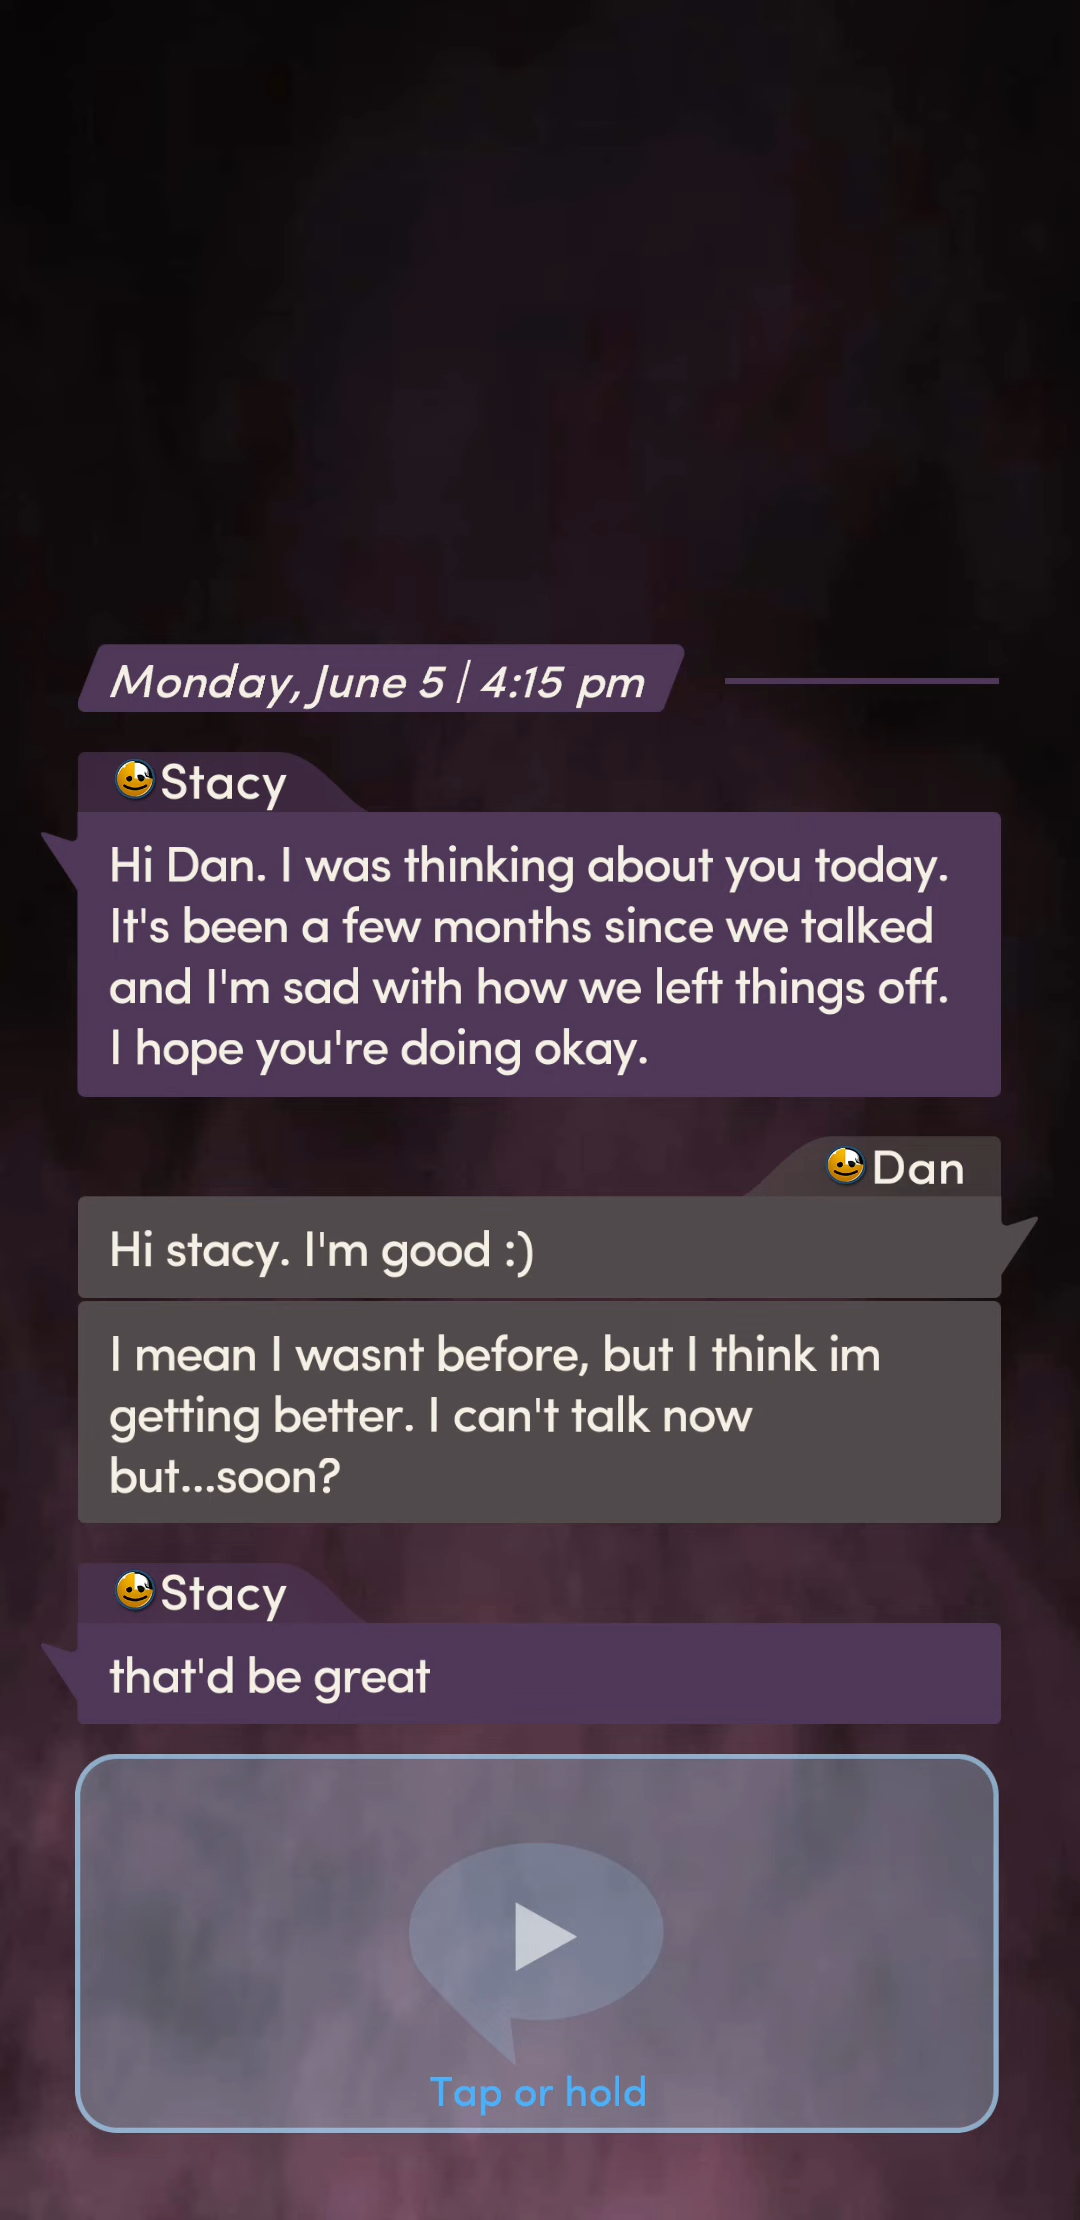 Monday, June 5 | 4:15 pm
Stacy
Hi Dan. I was thinking about you today.
It's been a few months since we talked
and I'm sad with how we left things off.
I hope you're doing okay.
Dan
Hi stacy. I'm good :)
I mean I wasnt before, but I think im
getting better. I can't talk now
but...soon?
Stacy
that'd be great
Tap or hold